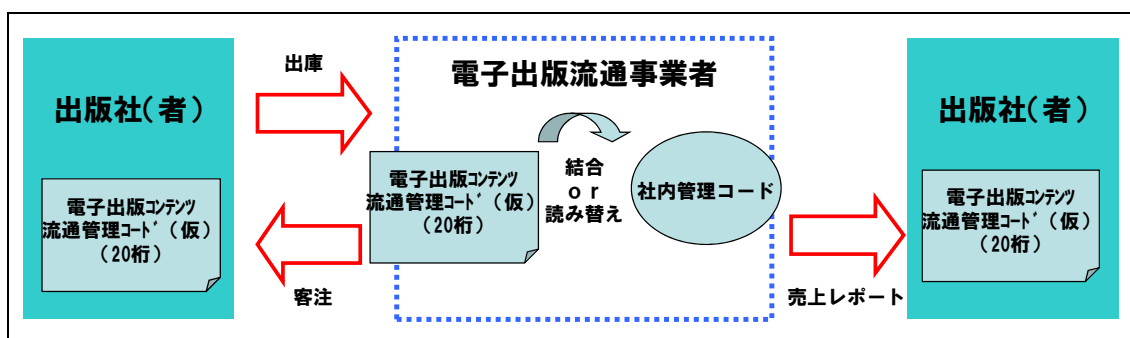 出庫
出版社(者)
電子出版ｺﾝﾃﾝﾂ
流通管理ｺｰﾄﾞ（仮）
（20桁）
客注
電子出版流通事業者
電子出版ｺﾝﾃﾝﾂ
流通管理ｺｰﾄﾞ（仮）
（20桁）
結合
ｏｒ
読み替え
社内管理コード
売上レポート
出版社(者)
電子出版ｺﾝﾃﾝﾂ
流通管理ｺｰﾄﾞ（仮）
（20桁）